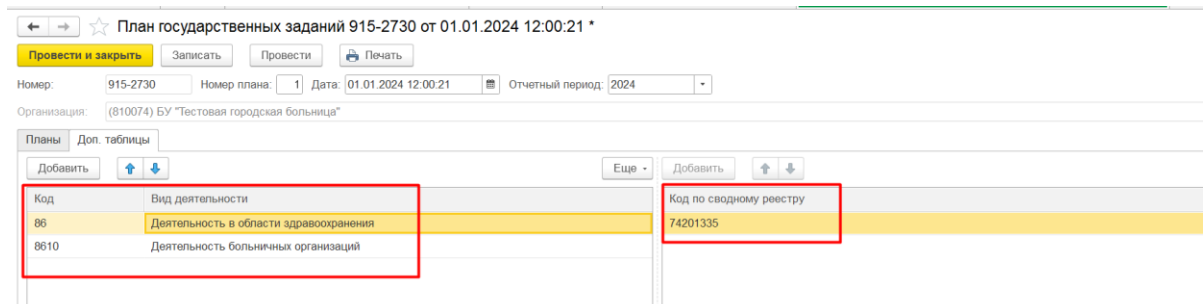 План государственных заданий 915-2730 от 01.01.2024 12:00:21 *
Провести и закрыть Записать Провести Печать
Номер: 915-2730 Номер плана: 1 Дата: 01.01.2024 12:00:21 Отчетный период: 2024
Организация: (810074) БУ "Тестовая городская больница"
Планы Доп. таблицы
Добавить Еще Добавить
Код Вид деятельности Код по сводному реестру
86 Деятельность в области здравоохранения 74201335
8610 Деятельность больничных организаций